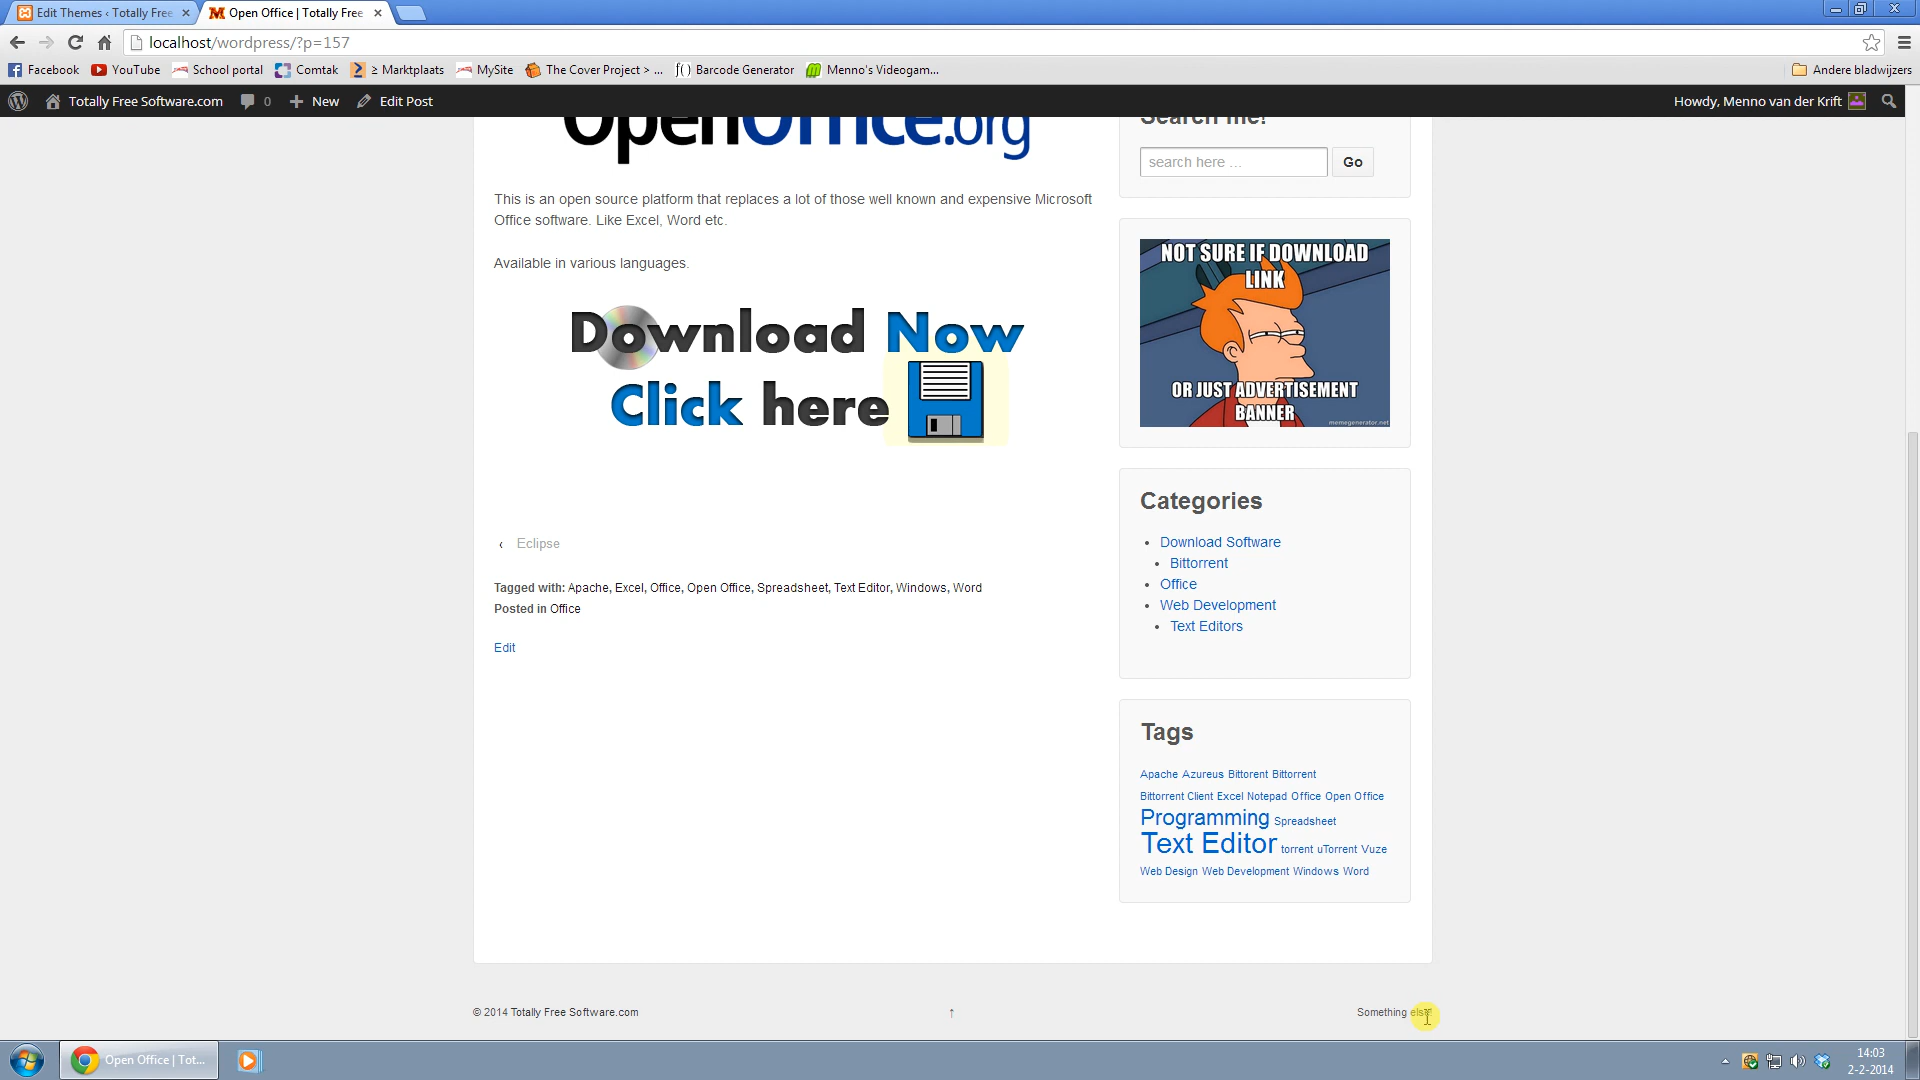 Edit Themes ‹ Totally Free
Open Office | Totally Free
localhost/wordpress/?p=157
Facebook
YouTube
School portal
Comtak
≥ Marktplaats
MySite
The Cover Project > ...
Barcode Generator
Menno's Videogam...
Andere bladwijzers
Totally Free Software.com
0
New
Edit Post
Howdy, Menno van der Krift
OpenOffice.org
This is an open source platform that replaces a lot of those well known and expensive Microsoft
Office software. Like Excel, Word etc.
Available in various languages.
Download Now
Click here
‹ Eclipse
Tagged with: Apache, Excel, Office, Open Office, Spreadsheet, Text Editor, Windows, Word
Posted in Office
Edit
Search me!
search here ...
Go
NOT SURE IF DOWNLOAD
LINK
OR JUST ADVERTISEMENT
BANNER
memegenerator.net
Categories
Download Software
Bittorrent
Office
Web Development
Text Editors
Tags
Apache Azureus Bittorent Bittorrent
Bittorrent Client Excel Notepad Office Open Office
Programming Spreadsheet
Text Editor torrent uTorrent Vuze
Web Design Web Development Windows Word
© 2014 Totally Free Software.com
↑
Something else
Open Office | Tot...
14:03
2-2-2014